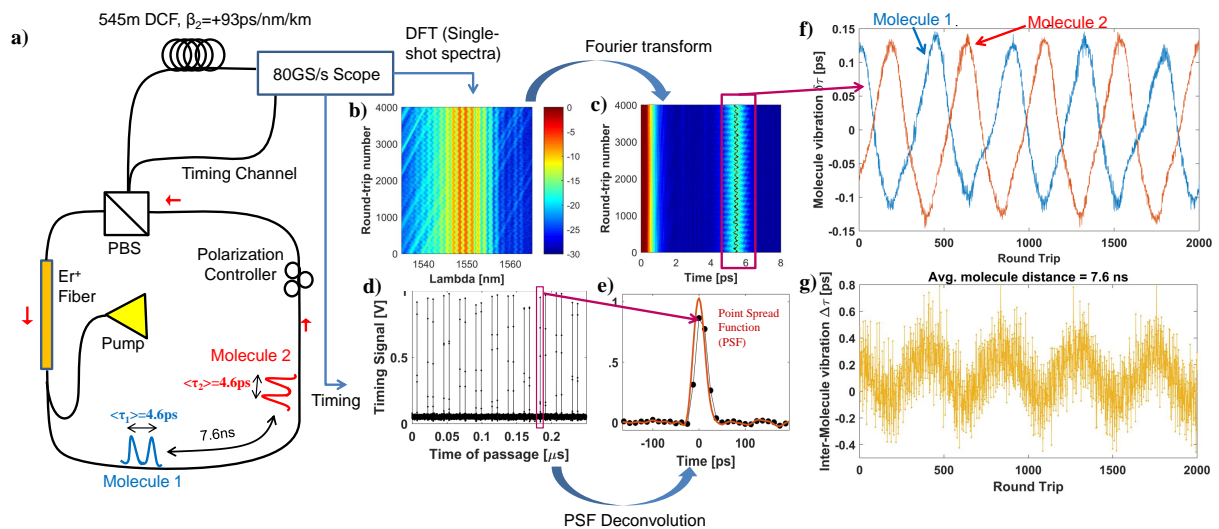 a)
545m DCF, β₂=+93ps/nm/km
80GS/s Scope
Timing Channel
PBS
Er⁺
Fiber
Pump
Polarization
Controller
Molecule 2
<τ₂>=4.6ps
<τ₁>=4.6ps
7.6ns
Molecule 1
Timing
DFT (Single-
shot spectra)
Fourier transform
b)
Round-trip number
4000
3000
2000
1000
0
1540
1550
1560
Lambda [nm]
0
-5
-10
-15
-20
-25
-30
c)
Round-trip number
4000
3000
2000
1000
0
0
2
4
6
8
Time [ps]
d)
Timing Signal [V]
1
0.5
0
0
0.05
0.1
0.15
0.2
Time of passage [μs]
e)
1
0.5
0
-100
0
100
Time [ps]
Point Spread
Function
(PSF)
PSF Deconvolution
f)
Molecule 1
Molecule 2
Molecule vibration δτ [ps]
0.15
0.1
0.05
0
-0.05
-0.1
-0.15
0
500
1000
1500
2000
Round Trip
g)
Avg. molecule distance = 7.6 ns
Inter-Molecule vibration Δτ [ps]
0.8
0.6
0.4
0.2
0
-0.2
-0.4
0
500
1000
1500
2000
Round Trip